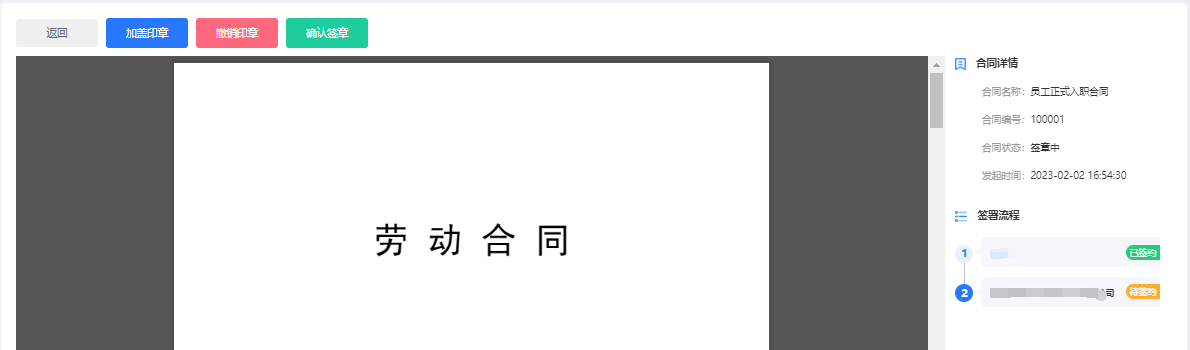 返回 加盖印章 撤销印章 确认签章
劳动合同
合同详情
合同名称：员工正式入职合同
合同编号：100001
合同状态：签章中
发起时间：2023-02-02 16:54:30
签署流程
1 已签约
2 司 待签约